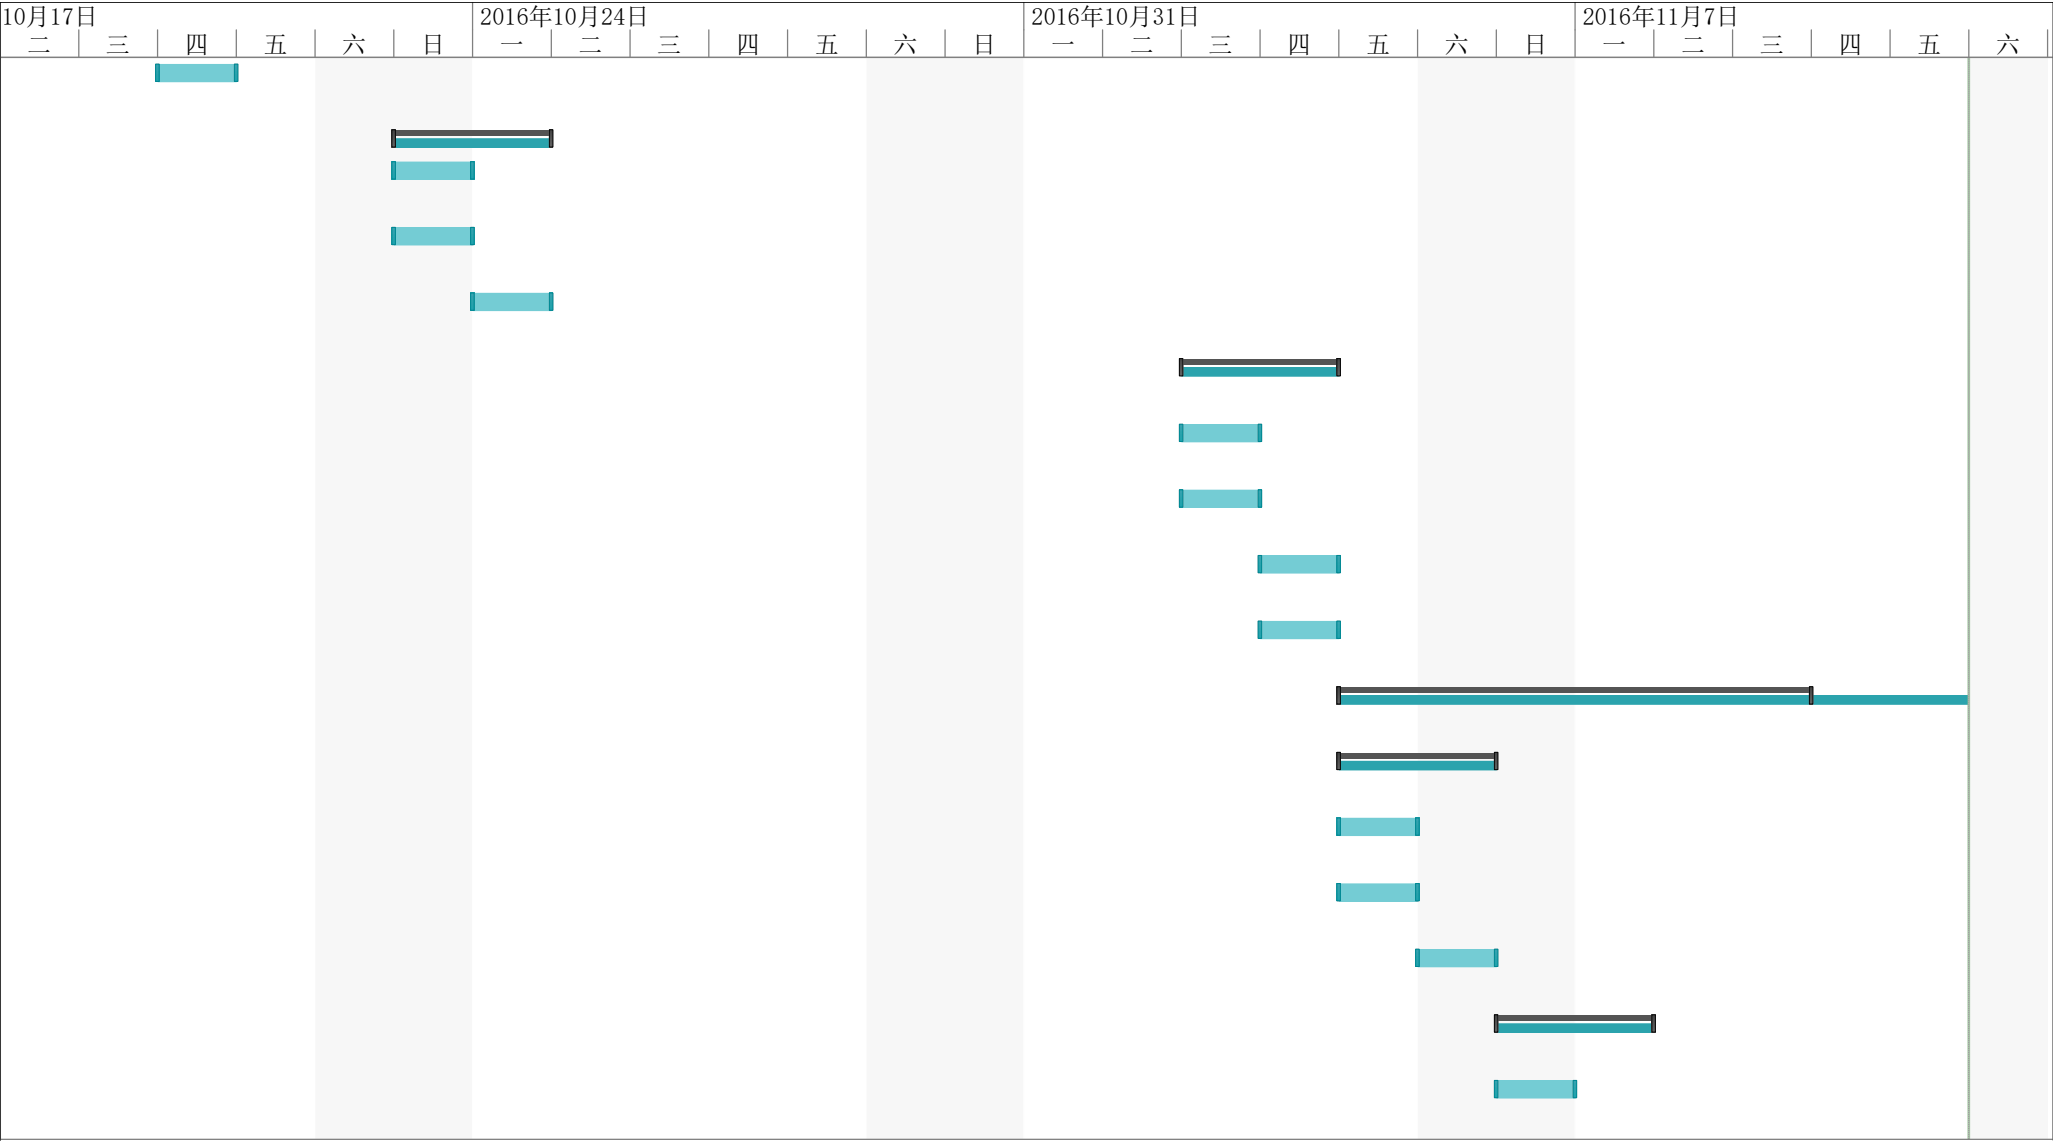 10月17日 2016年10月24日 2016年10月31日 2016年11月7日
二 三 四 五 六 日 一 二 三 四 五 六 日 一 二 三 四 五 六 日 一 二 三 四 五 六